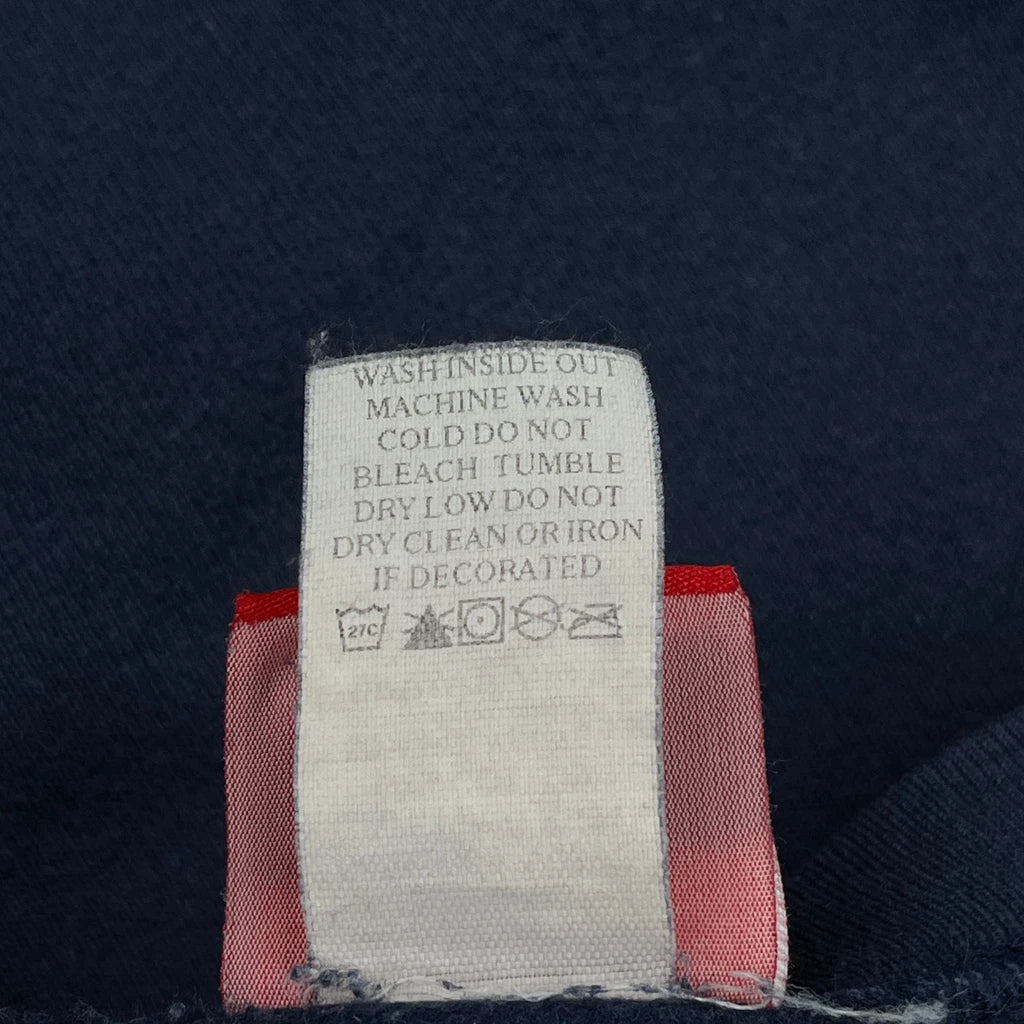 WASH INSIDE OUT
MACHINE WASH
COLD DO NOT
BLEACH TUMBLE
DRY LOW DO NOT
DRY CLEAN OR IRON
IF DECORATED
27C